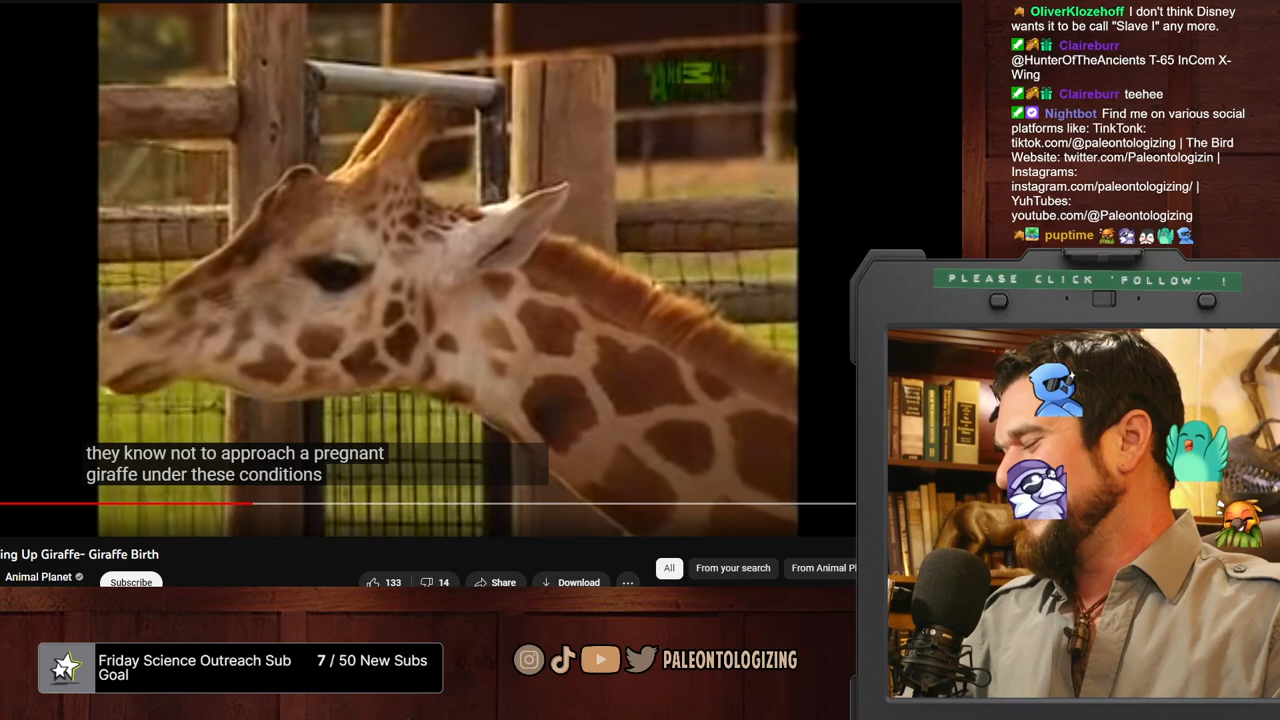 OliverKlozehoff I don't think Disney
wants it to be call "Slave I" any more.
Claireburr
@HunterOfTheAncients T-65 InCom X-
Wing
Claireburr teehee
Nightbot Find me on various social
platforms like: TinkTonk:
tiktok.com/@paleontologizing | The Bird
Website: twitter.com/Paleontologizin |
Instagrams:
instagram.com/paleontologizing/ |
YuhTubes:
youtube.com/@Paleontologizing
puptime
PLEASE CLICK 'FOLLOW' !
they know not to approach a pregnant
giraffe under these conditions
ing Up Giraffe- Giraffe Birth
Animal Planet
Subscribe
133
14
Share
Download
...
All
From your search
From Animal Pl
Friday Science Outreach Sub
Goal
7 / 50 New Subs
PALEONTOLOGIZING